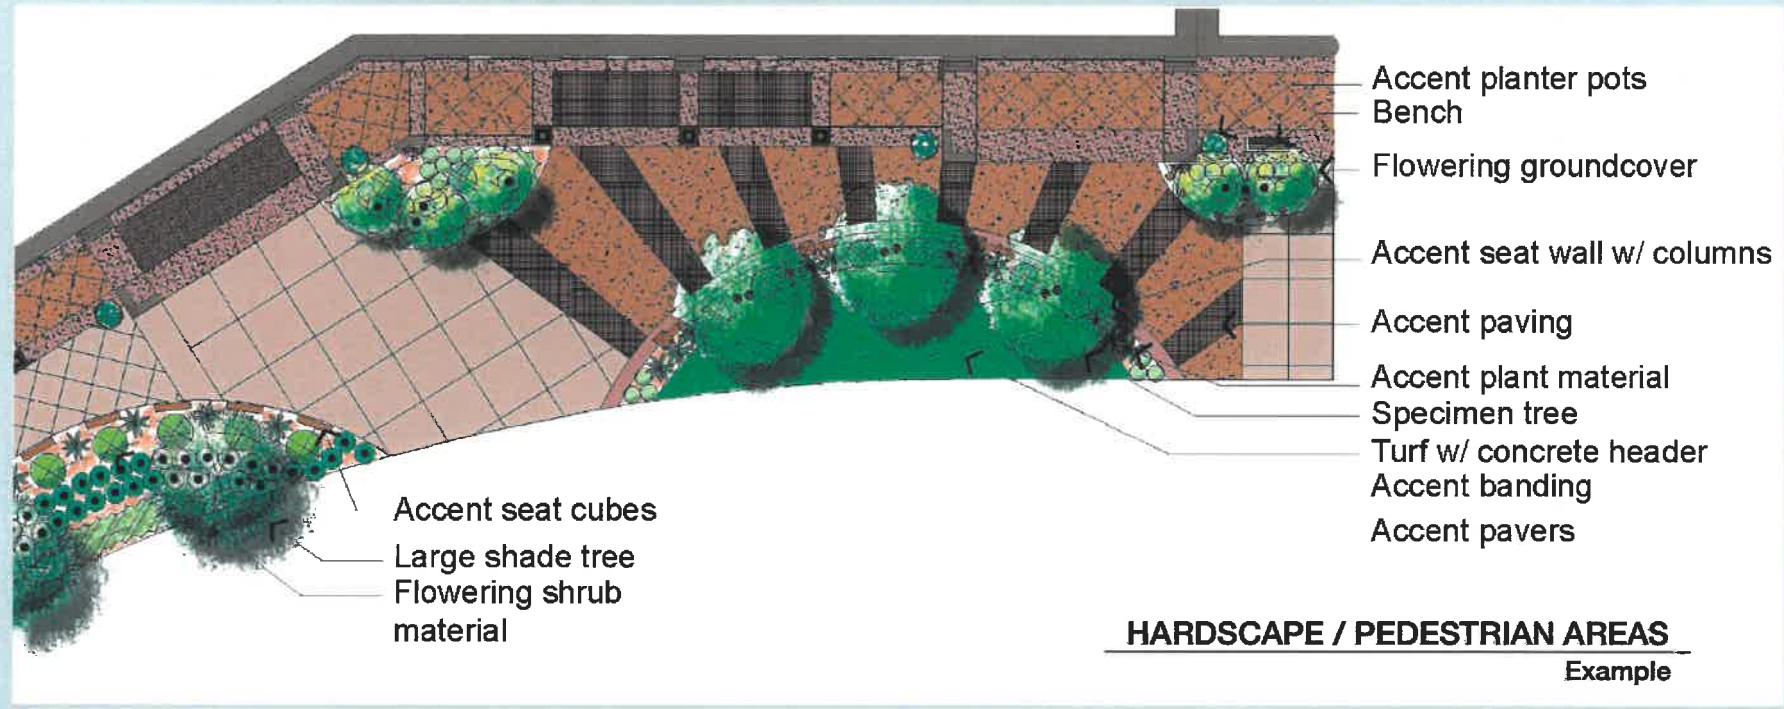 Accent planter pots
Bench
Flowering groundcover
Accent seat wall w/ columns
Accent paving
Accent plant material
Specimen tree
Turf w/ concrete header
Accent banding
Accent pavers
Accent seat cubes
Large shade tree
Flowering shrub
material
HARDSCAPE / PEDESTRIAN AREAS
Example